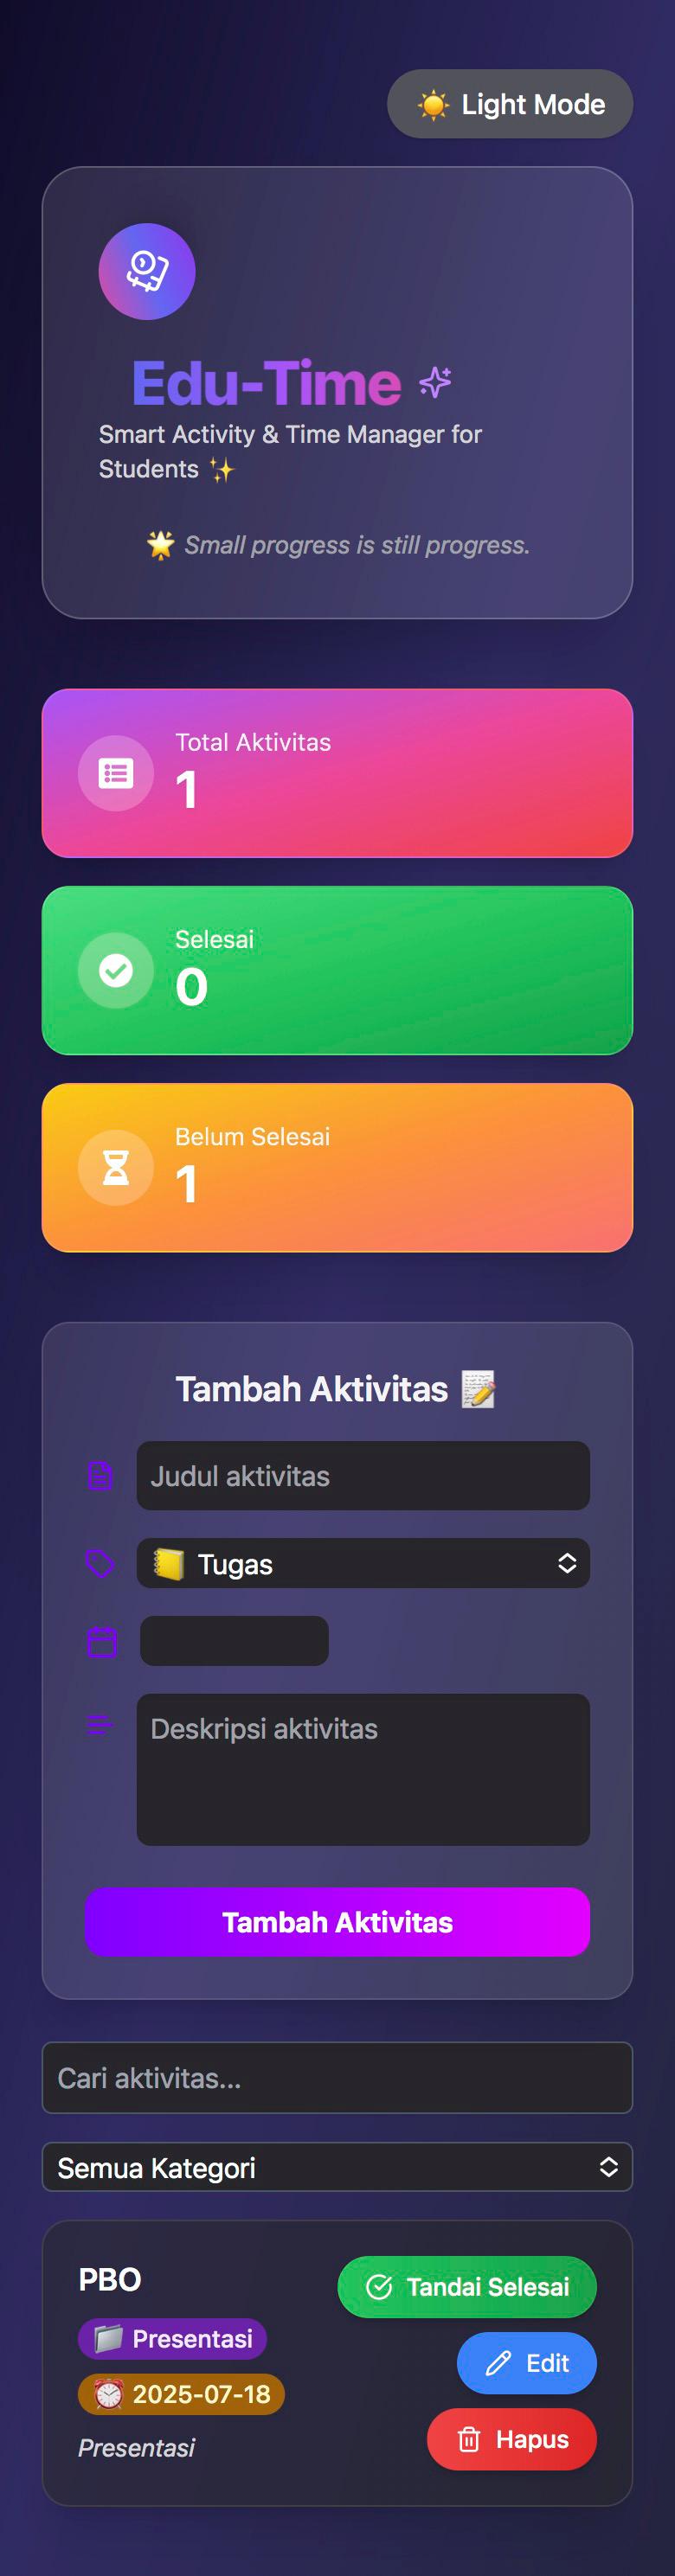 ☀️ Light Mode
Edu-Time
Smart Activity & Time Manager for
Students ✨
🌟 Small progress is still progress.
Total Aktivitas
1
Selesai
0
Belum Selesai
1
Tambah Aktivitas 📝
Judul aktivitas
📒 Tugas
Deskripsi aktivitas
Tambah Aktivitas
Cari aktivitas...
Semua Kategori
PBO
Tandai Selesai
📁 Presentasi
Edit
⏰ 2025-07-18
Hapus
Presentasi